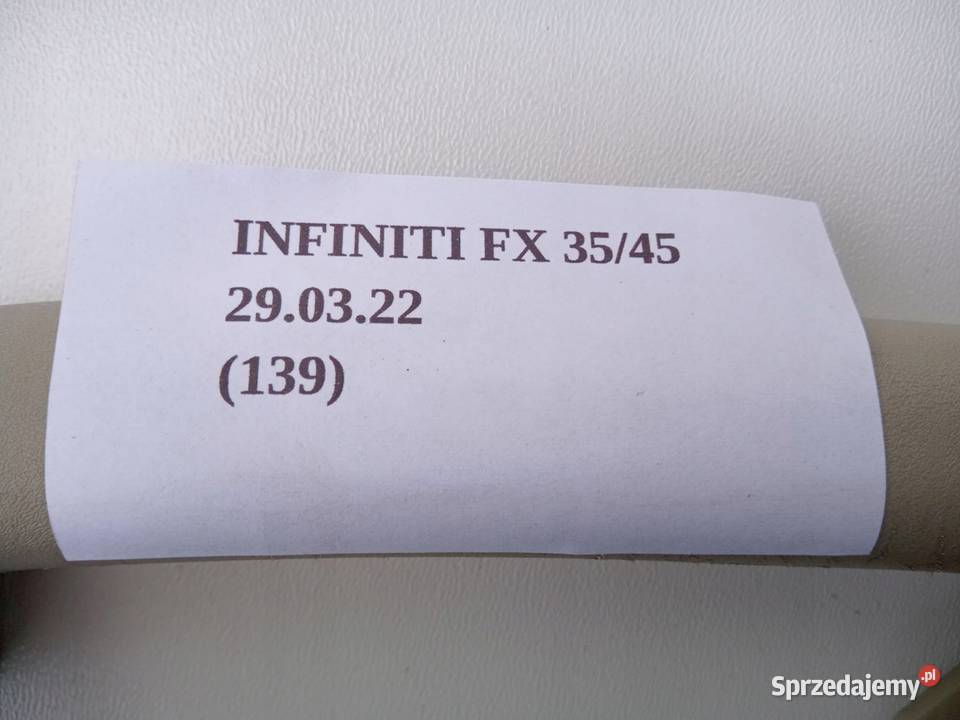 INFINITI FX 35/45
29.03.22
(139)
Sprzedajemy.pl